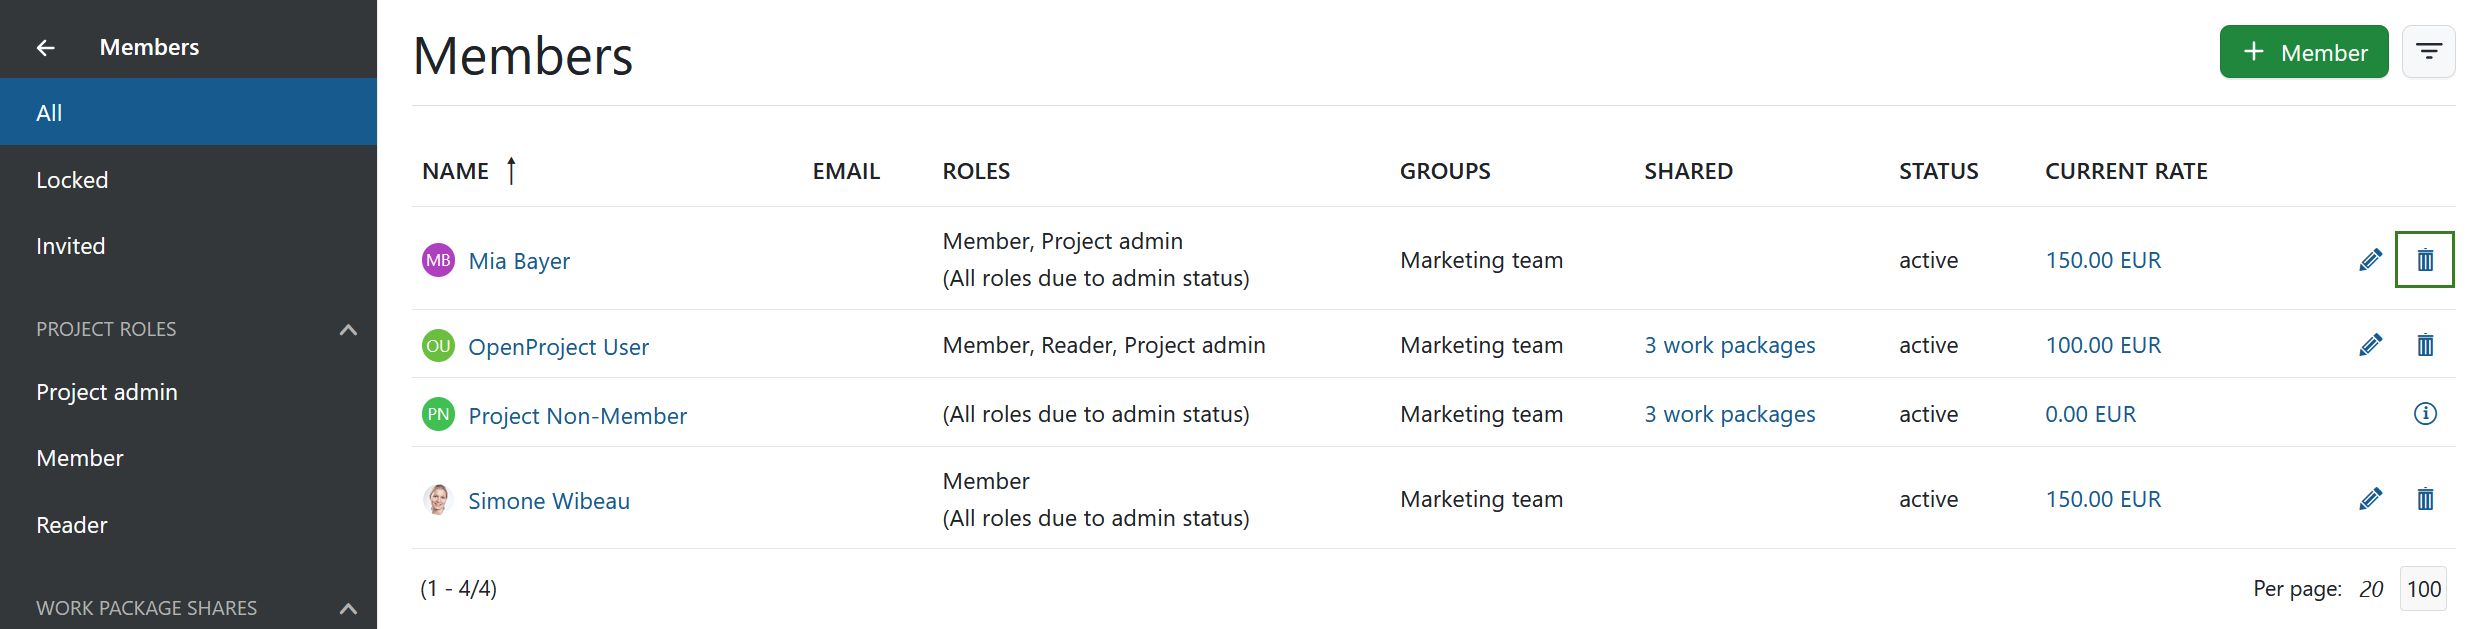 Members
All
Locked
Invited
PROJECT ROLES
Project admin
Member
Reader
WORK PACKAGE SHARES
Members
Member
NAME EMAIL ROLES GROUPS SHARED STATUS CURRENT RATE
MB Mia Bayer Member, Project admin Marketing team active 150.00 EUR
(All roles due to admin status)
OU OpenProject User Member, Reader, Project admin Marketing team 3 work packages active 100.00 EUR
PN Project Non-Member (All roles due to admin status) Marketing team 3 work packages active 0.00 EUR
Simone Wibeau Member Marketing team active 150.00 EUR
(All roles due to admin status)
(1 - 4/4) Per page: 20 100